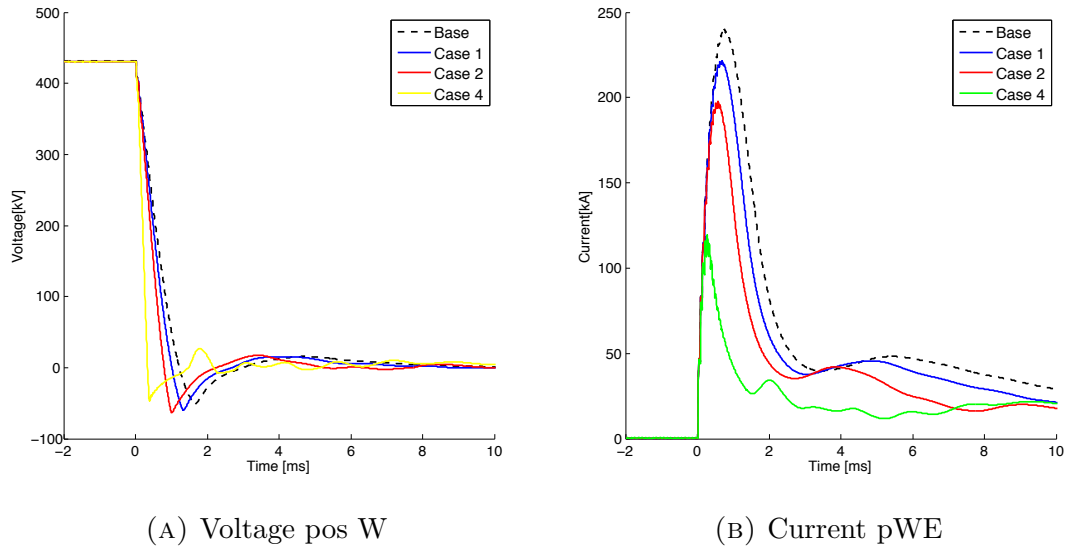 500
400
300
200
100
0
−100
−2
0
2
4
6
8
10
Voltage[kV]
Time [ms]
Base
Case 1
Case 2
Case 4
(A) Voltage pos W
250
200
150
100
50
0
−2
0
2
4
6
8
10
Current[kA]
Time [ms]
Base
Case 1
Case 2
Case 4
(B) Current pWE